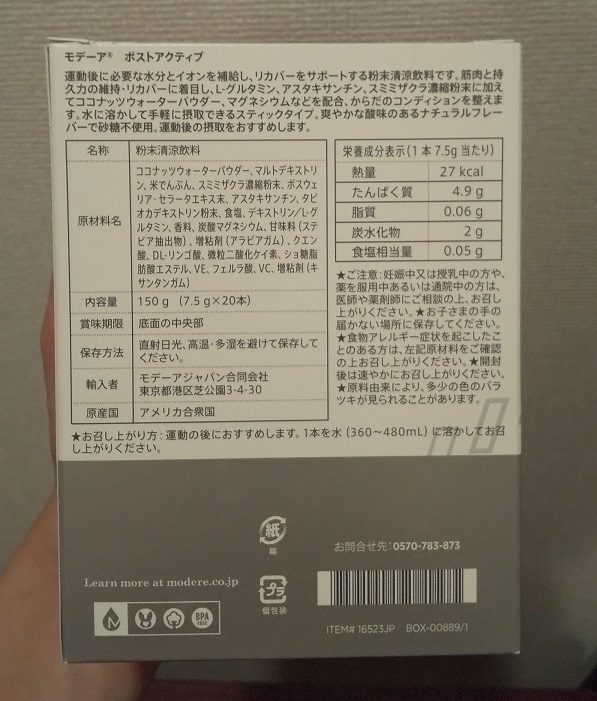 モデーア® ポストアクティブ
運動後に必要な水分とイオンを補給し、リカバーをサポートする粉末清涼飲料です。筋肉と持
久力の維持・リカバーに着目し、L-グルタミン、アスタキサンチン、スミミザクラ濃縮粉末に加え
てココナッツウォーターパウダー、マグネシウムなどを配合、からだのコンディションを整えま
す。水に溶かして手軽に摂取できるスティックタイプ。爽やかな酸味のあるナチュラルフレー
バーで砂糖不使用。運動後の摂取をおすすめします。
名称 粉末清涼飲料
原材料名
ココナッツウォーターパウダー、マルトデキストリ
ン、米でんぷん、スミミザクラ濃縮粉末、ボスウェ
リア・セラータエキス末、アスタキサンチン、タピ
オカデキストリン粉末、食塩、デキストリン/L-グ
ルタミン、香料、炭酸マグネシウム、甘味料(ステ
ビア抽出物)、増粘剤(アラビアガム)、クエン
酸、DL-リンゴ酸、微粒二酸化ケイ素、ショ糖脂
肪酸エステル、VE、フェルラ酸、VC、増粘剤(キ
サンタンガム)
内容量 150 g (7.5 g×20本)
賞味期限 底面の中央部
保存方法 直射日光、高温・多湿を避けて保存して
ください。
輸入者 モデーアジャパン合同会社
東京都港区芝公園3-4-30
原産国 アメリカ合衆国
栄養成分表示(1本7.5g当たり)
熱量 27 kcal
たんぱく質 4.9 g
脂質 0.06 g
炭水化物 2 g
食塩相当量 0.05 g
★ご注意:妊娠中又は授乳中の方や、
薬を服用中あるいは通院中の方は、
医師や薬剤師にご相談の上、お召し
上がりください。★お子さまの手の
届かない場所に保存してください。
★食物アレルギー症状を起こしたこ
とのある方は、左記原材料をご確認
の上お召し上がりください。★開封
後は速やかにお召し上がりください。
★原料由来により、多少の色のバラ
ツキが見られることがあります。
★お召し上がり方:運動の後におすすめします。1本を水(360～480mL)に溶かしてお召
し上がりください。
紙
箱
お問合せ先:0570-783-873
Learn more at modere.co.jp
プラ
個包装
BPA
FREE
ITEM# 16523JP BOX-00889/1